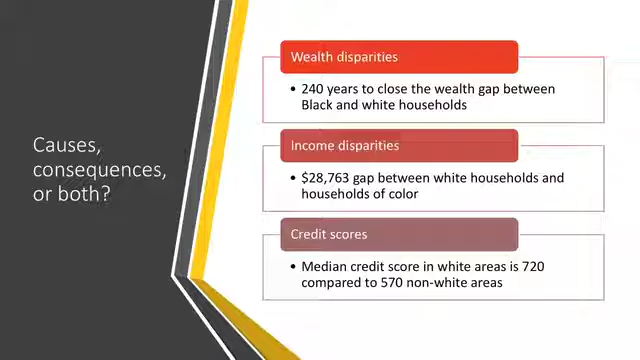 Causes,
consequences,
or both?
Wealth disparities
• 240 years to close the wealth gap between
Black and white households
Income disparities
• $28,763 gap between white households and
households of color
Credit scores
• Median credit score in white areas is 720
compared to 570 non-white areas